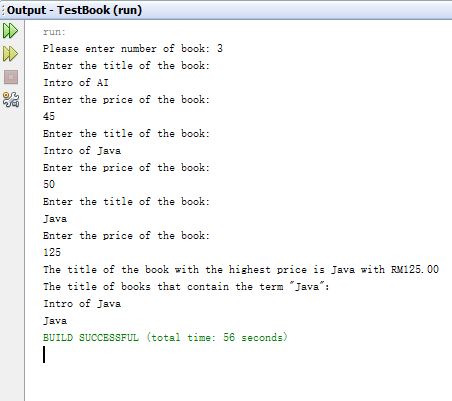 Output - TestBook (run)
run:
Please enter number of book: 3
Enter the title of the book:
Intro of AI
Enter the price of the book:
45
Enter the title of the book:
Intro of Java
Enter the price of the book:
50
Enter the title of the book:
Java
Enter the price of the book:
125
The title of the book with the highest price is Java with RM125.00
The title of books that contain the term "Java":
Intro of Java
Java
BUILD SUCCESSFUL (total time: 56 seconds)